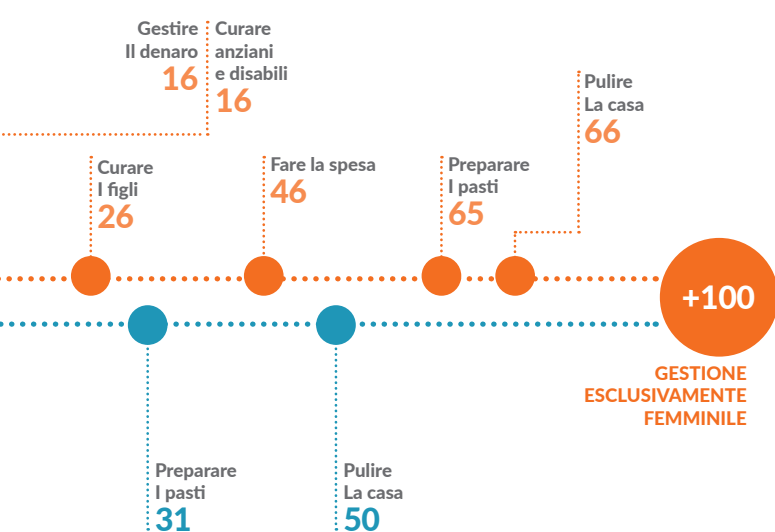 Gestire
Il denaro
16
Curare
anziani
e disabili
16
Pulire
La casa
66
Curare
I figli
26
Fare la spesa
46
Preparare
I pasti
65
+100
GESTIONE
ESCLUSIVAMENTE
FEMMINILE
Preparare
I pasti
31
Pulire
La casa
50